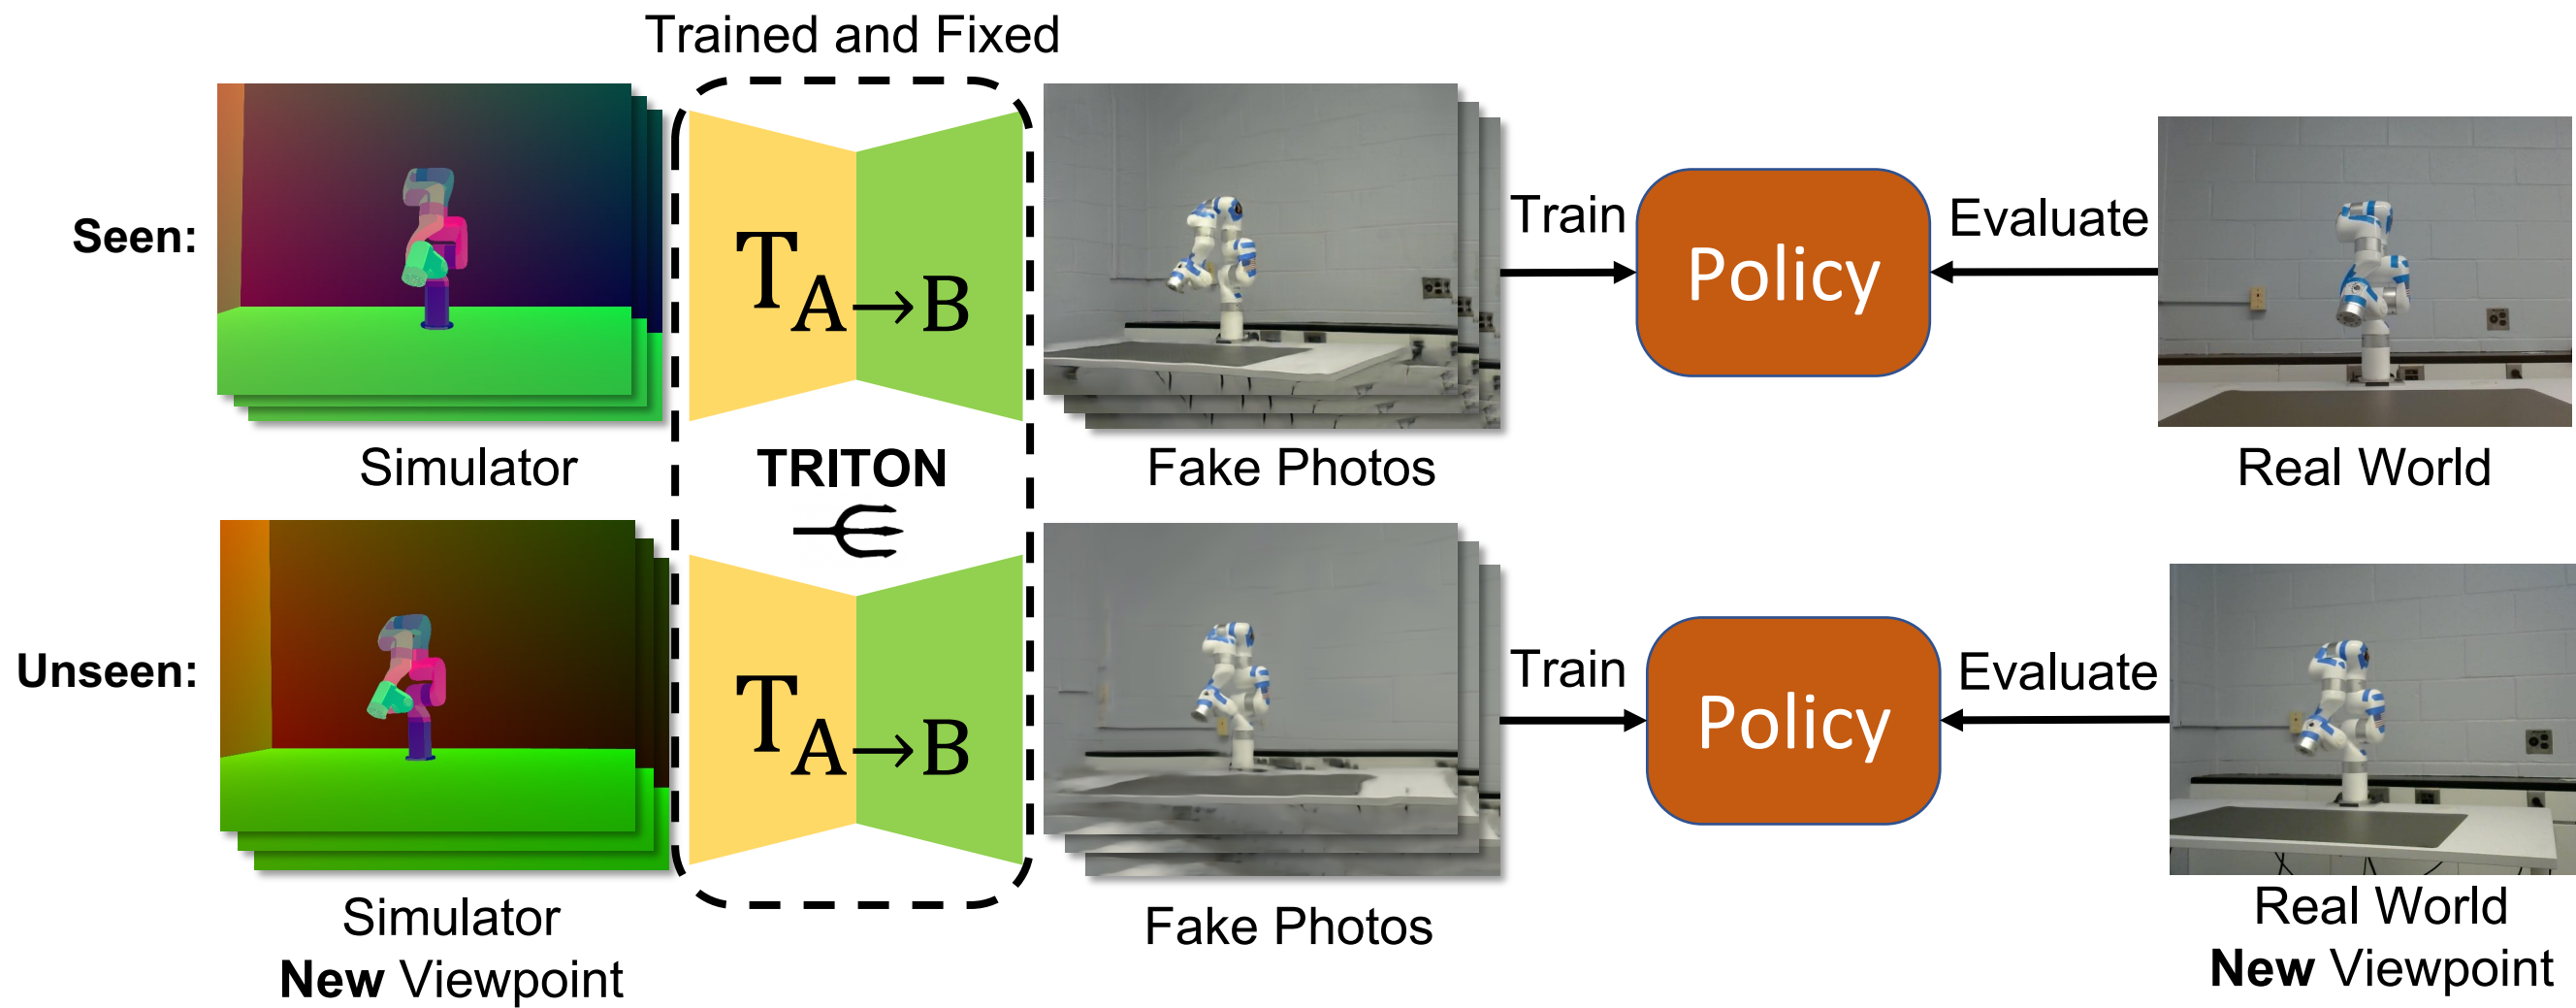 Trained and Fixed
Seen:
T A→B
Train
Policy
Evaluate
Simulator
TRITON
Fake Photos
Real World
Unseen:
T A→B
Train
Policy
Evaluate
Simulator
New Viewpoint
Fake Photos
Real World
New Viewpoint